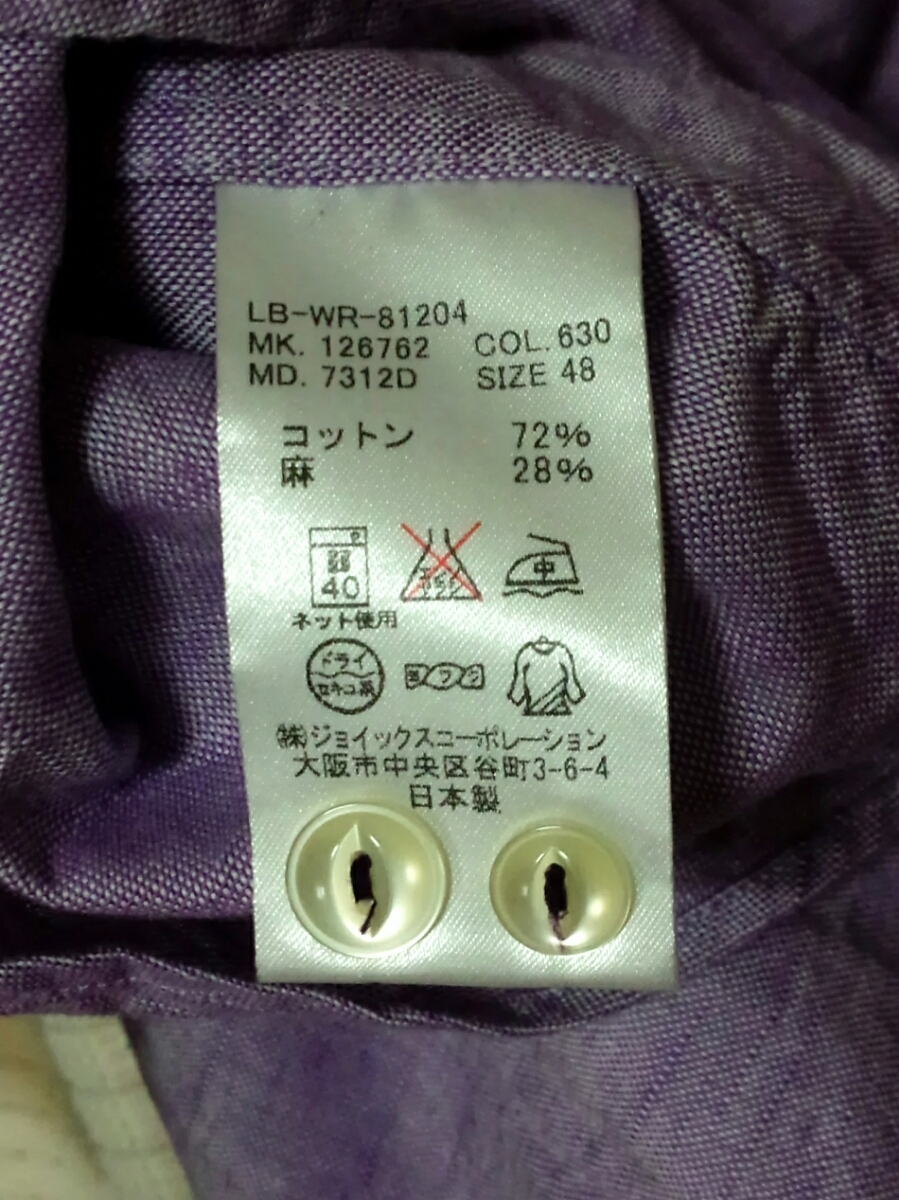 LB-WR-81204
MK. 126762 COL. 630
MD. 7312D SIZE 48
コットン 72%
麻 28%
40
中
ネット使用
ドライ
セキユ系
㈱ジョイックスコーポレーション
大阪市中央区谷町3-6-4
日本製